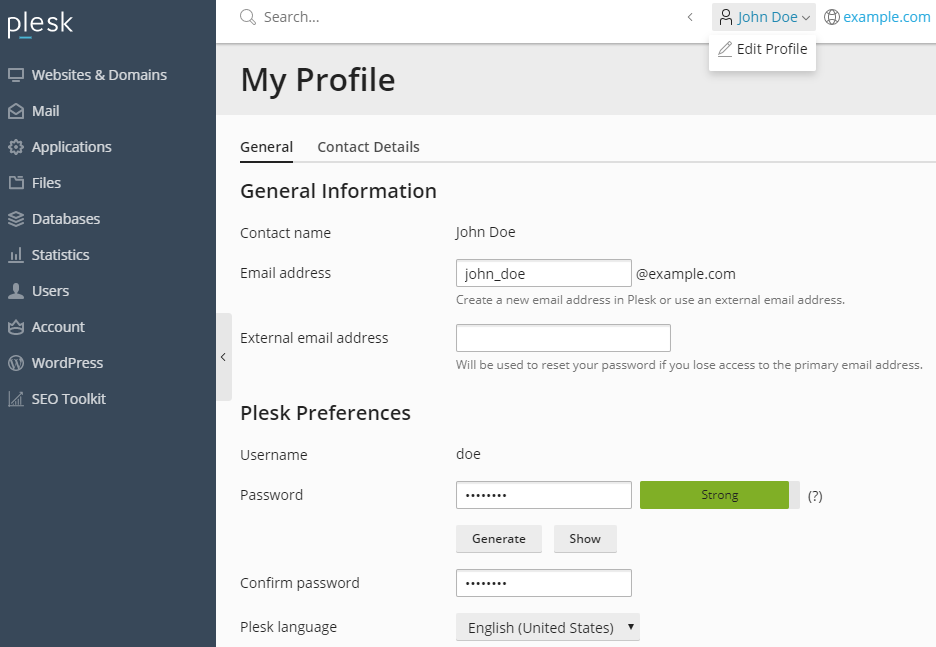 plesk
Search...
John Doe
example.com
Edit Profile
Websites & Domains
Mail
Applications
Files
Databases
Statistics
Users
Account
WordPress
SEO Toolkit
My Profile
General Contact Details
General Information
Contact name John Doe
Email address john_doe @example.com
Create a new email address in Plesk or use an external email address.
External email address
Will be used to reset your password if you lose access to the primary email address.
Plesk Preferences
Username doe
Password •••••••• Strong (?)
Generate Show
Confirm password ••••••••
Plesk language English (United States)